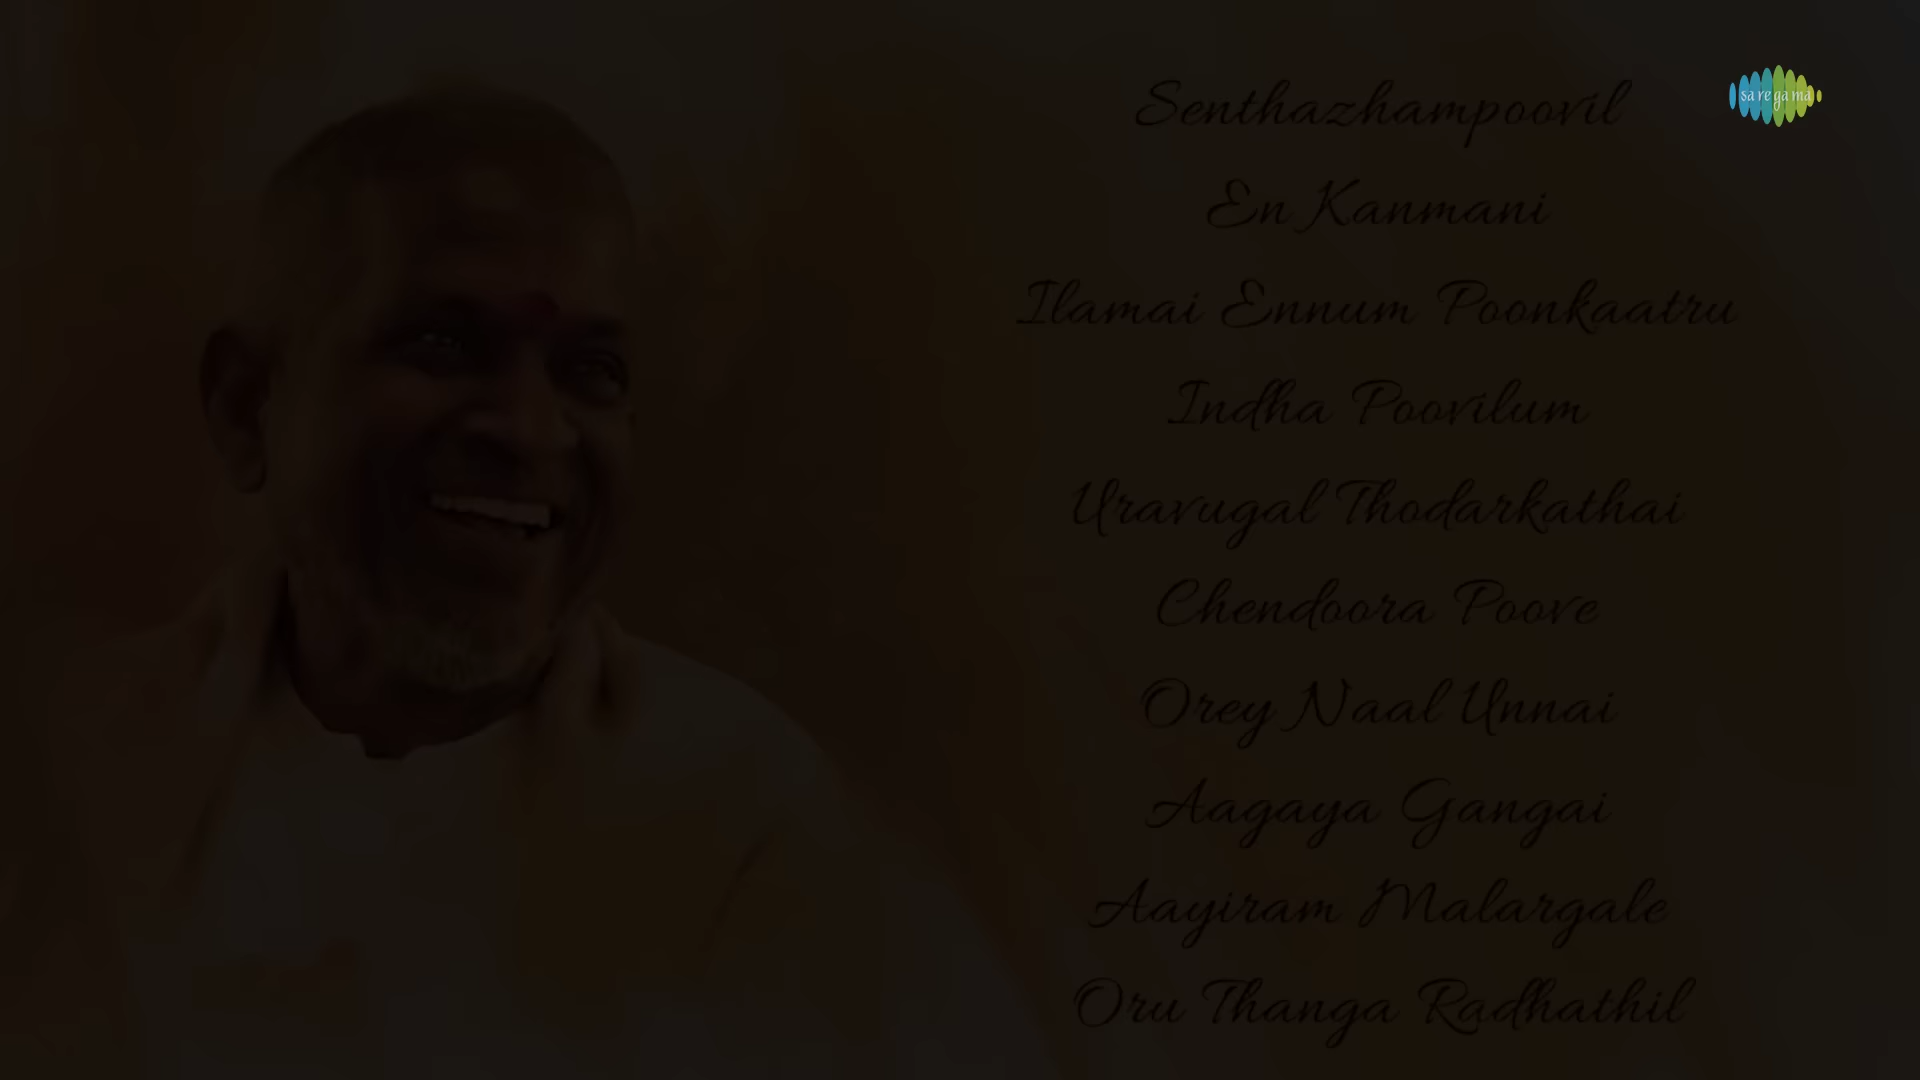 Senthazhampoovil
saregama
En Kanmani
Ilamai Ennum Poonkaatru
Indha Poovilum
Uravugal Thodarkathai
Chendoora Poove
Orey Naal Unnai
Aagaya Gangai
Aayiram Malargale
Oru Thanga Radhathil